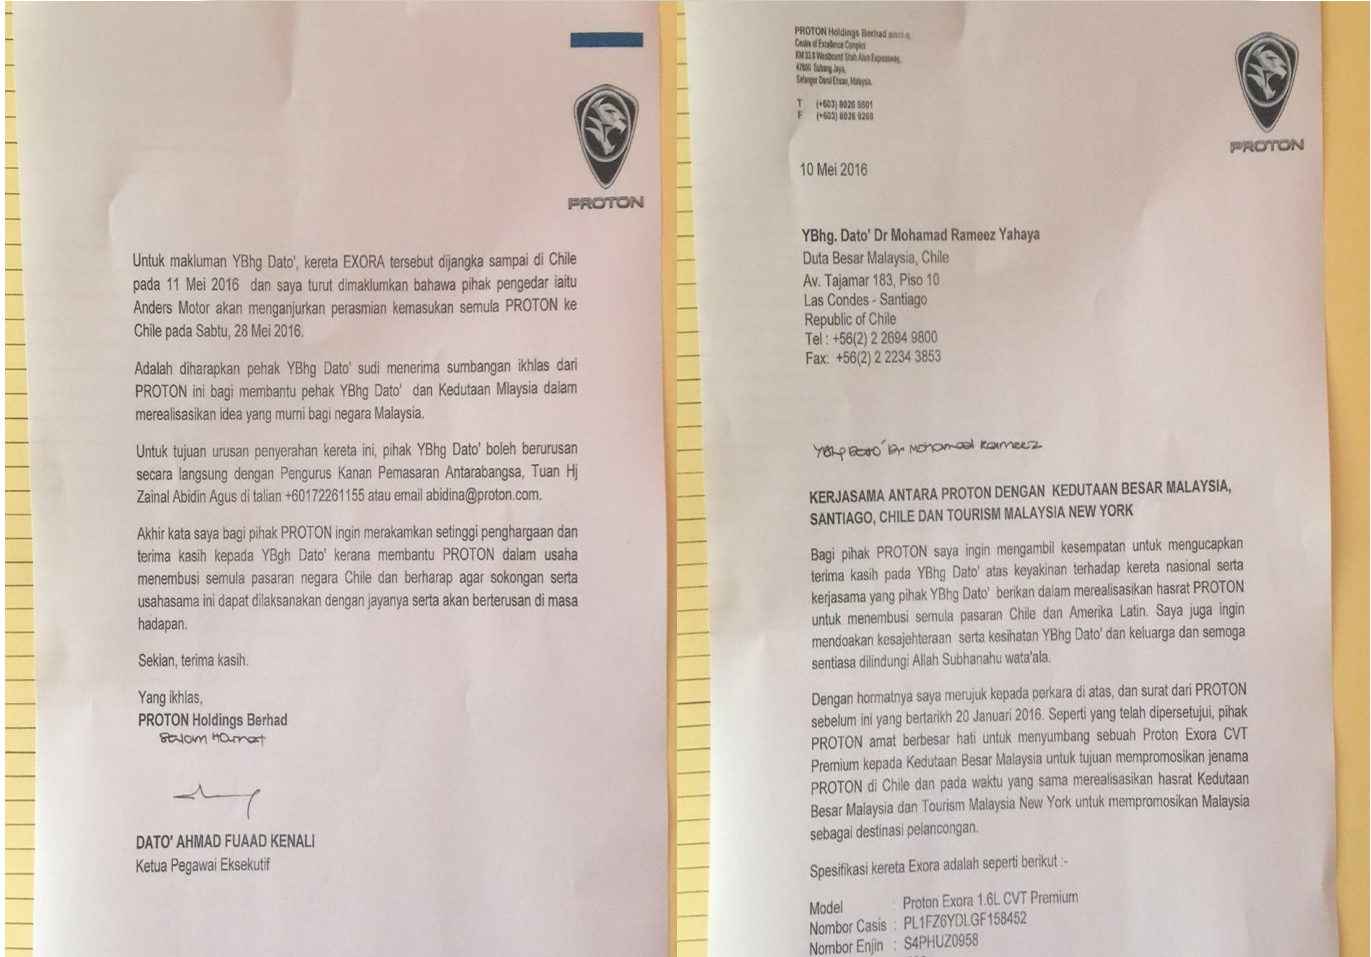 PROTON
Untuk makluman YBhg Dato', kereta EXORA tersebut dijangka sampai di Chile
pada 11 Mei 2016 dan saya turut dimaklumkan bahawa pihak pengedar iaitu
Anders Motor akan menganjurkan perasmian kemasukan semula PROTON ke
Chile pada Sabtu, 28 Mei 2016.
Adalah diharapkan pehak YBhg Dato' sudi menerima sumbangan ikhlas dari
PROTON ini bagi membantu pehak YBhg Dato' dan Kedutaan Mlaysia dalam
merealisasikan idea yang murni bagi negara Malaysia.
Untuk tujuan urusan penyerahan kereta ini, pihak YBhg Dato' boleh berurusan
secara langsung dengan Pengurus Kanan Pemasaran Antarabangsa, Tuan Hj
Zainal Abidin Agus di talian +60172261155 atau email abidina@proton.com.
Akhir kata saya bagi pihak PROTON ingin merakamkan setinggi penghargaan dan
terima kasih kepada YBgh Dato' kerana membantu PROTON dalam usaha
menembusi semula pasaran negara Chile dan berharap agar sokongan serta
usahasama ini dapat dilaksanakan dengan jayanya serta akan berterusan di masa
hadapan.
Sekian, terima kasih.
Yang ikhlas,
PROTON Holdings Berhad
Salam Hormat
DATO' AHMAD FUAAD KENALI
Ketua Pegawai Eksekutif
PROTON Holdings Berhad
Centre of Excellence Complex
KM 33.8 Westbound Shah Alam Expressway,
47600 Subang Jaya,
Selangor Darul Ehsan, Malaysia.
T (+603) 8026 9501
F (+603) 8026 9268
PROTON
10 Mei 2016
YBhg. Dato' Dr Mohamad Rameez Yahaya
Duta Besar Malaysia, Chile
Av. Tajamar 183, Piso 10
Las Condes - Santiago
Republic of Chile
Tel : +56(2) 2 2694 9800
Fax: +56(2) 2 2234 3853
YBhg Dato' Dr Mohamad Rameez
KERJASAMA ANTARA PROTON DENGAN KEDUTAAN BESAR MALAYSIA,
SANTIAGO, CHILE DAN TOURISM MALAYSIA NEW YORK
Bagi pihak PROTON saya ingin mengambil kesempatan untuk mengucapkan
terima kasih pada YBhg Dato' atas keyakinan terhadap kereta nasional serta
kerjasama yang pihak YBhg Dato' berikan dalam merealisasikan hasrat PROTON
untuk menembusi semula pasaran Chile dan Amerika Latin. Saya juga ingin
mendoakan kesajehteraan serta kesihatan YBhg Dato' dan keluarga dan semoga
sentiasa dilindungi Allah Subhanahu wata'ala.
Dengan hormatnya saya merujuk kepada perkara di atas, dan surat dari PROTON
sebelum ini yang bertarikh 20 Januari 2016. Seperti yang telah dipersetujui, pihak
PROTON amat berbesar hati untuk menyumbang sebuah Proton Exora CVT
Premium kepada Kedutaan Besar Malaysia untuk tujuan mempromosikan jenama
PROTON di Chile dan pada waktu yang sama merealisasikan hasrat Kedutaan
Besar Malaysia dan Tourism Malaysia New York untuk mempromosikan Malaysia
sebagai destinasi pelancongan.
Spesifikasi kereta Exora adalah seperti berikut :-
Model : Proton Exora 1.6L CVT Premium
Nombor Casis : PL1FZ6YDLGF158452
Nombor Enjin : S4PHUZ0958